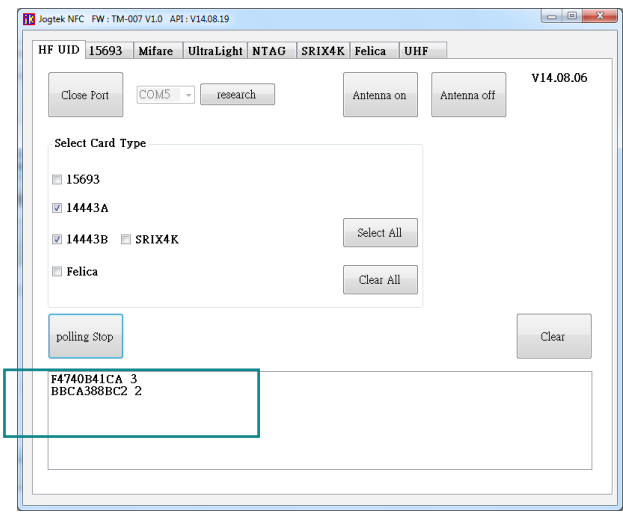 Jogtek NFC FW : TM-007 V1.0 API : V14.08.19
HF UID 15693 Mifare UltraLight NTAG SRIX4K Felica UHF
V14.08.06
Close Port COM5 research Antenna on Antenna off
Select Card Type
15693
14443A
14443B SRIX4K Select All
Felica Clear All
polling Stop Clear
F4740B41CA 3
BBCA388BC2 2